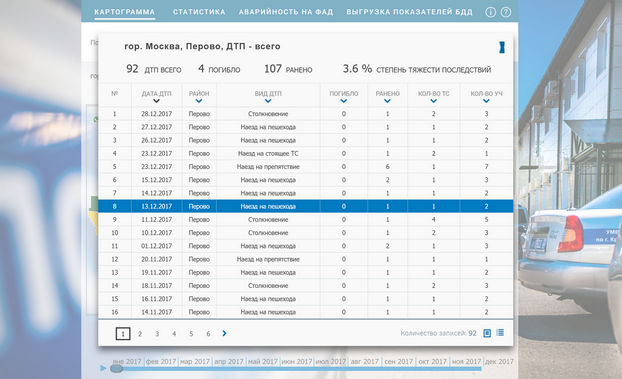 КАРТОГРАММА СТАТИСТИКА АВАРИЙНОСТЬ НА ФАД ВЫГРУЗКА ПОКАЗАТЕЛЕЙ БДД
гор. Москва, Перово, ДТП - всего
92 ДТП ВСЕГО 4 ПОГИБЛО 107 РАНЕНО 3.6 % СТЕПЕНЬ ТЯЖЕСТИ ПОСЛЕДСТВИЙ
№ ДАТА ДТП РАЙОН ВИД ДТП ПОГИБЛО РАНЕНО КОЛ-ВО ТС КОЛ-ВО УЧ
1 28.12.2017 Перово Столкновение 0 1 2 3
2 27.12.2017 Перово Наезд на пешехода 0 1 1 2
3 26.12.2017 Перово Наезд на пешехода 0 1 1 2
4 23.12.2017 Перово Наезд на стоящее ТС 0 1 2 1
5 23.12.2017 Перово Наезд на препятствие 0 6 1 7
6 15.12.2017 Перово Наезд на пешехода 0 2 1 3
7 14.12.2017 Перово Наезд на пешехода 0 1 1 2
8 13.12.2017 Перово Наезд на пешехода 0 1 1 2
9 11.12.2017 Перово Столкновение 0 1 4 5
10 10.12.2017 Перово Столкновение 0 1 2 3
11 01.12.2017 Перово Наезд на пешехода 0 2 1 3
12 20.11.2017 Перово Наезд на препятствие 0 1 1 1
13 19.11.2017 Перово Наезд на пешехода 0 1 1 2
14 18.11.2017 Перово Столкновение 0 1 2 3
15 16.11.2017 Перово Наезд на пешехода 0 1 1 2
16 14.11.2017 Перово Наезд на пешехода 0 1 1 2
1 2 3 4 5 6
Количество записей: 92
янв 2017 фев 2017 мар 2017 апр 2017 май 2017 июн 2017 июл 2017 авг 2017 сен 2017 окт 2017 ноя 2017 дек 2017